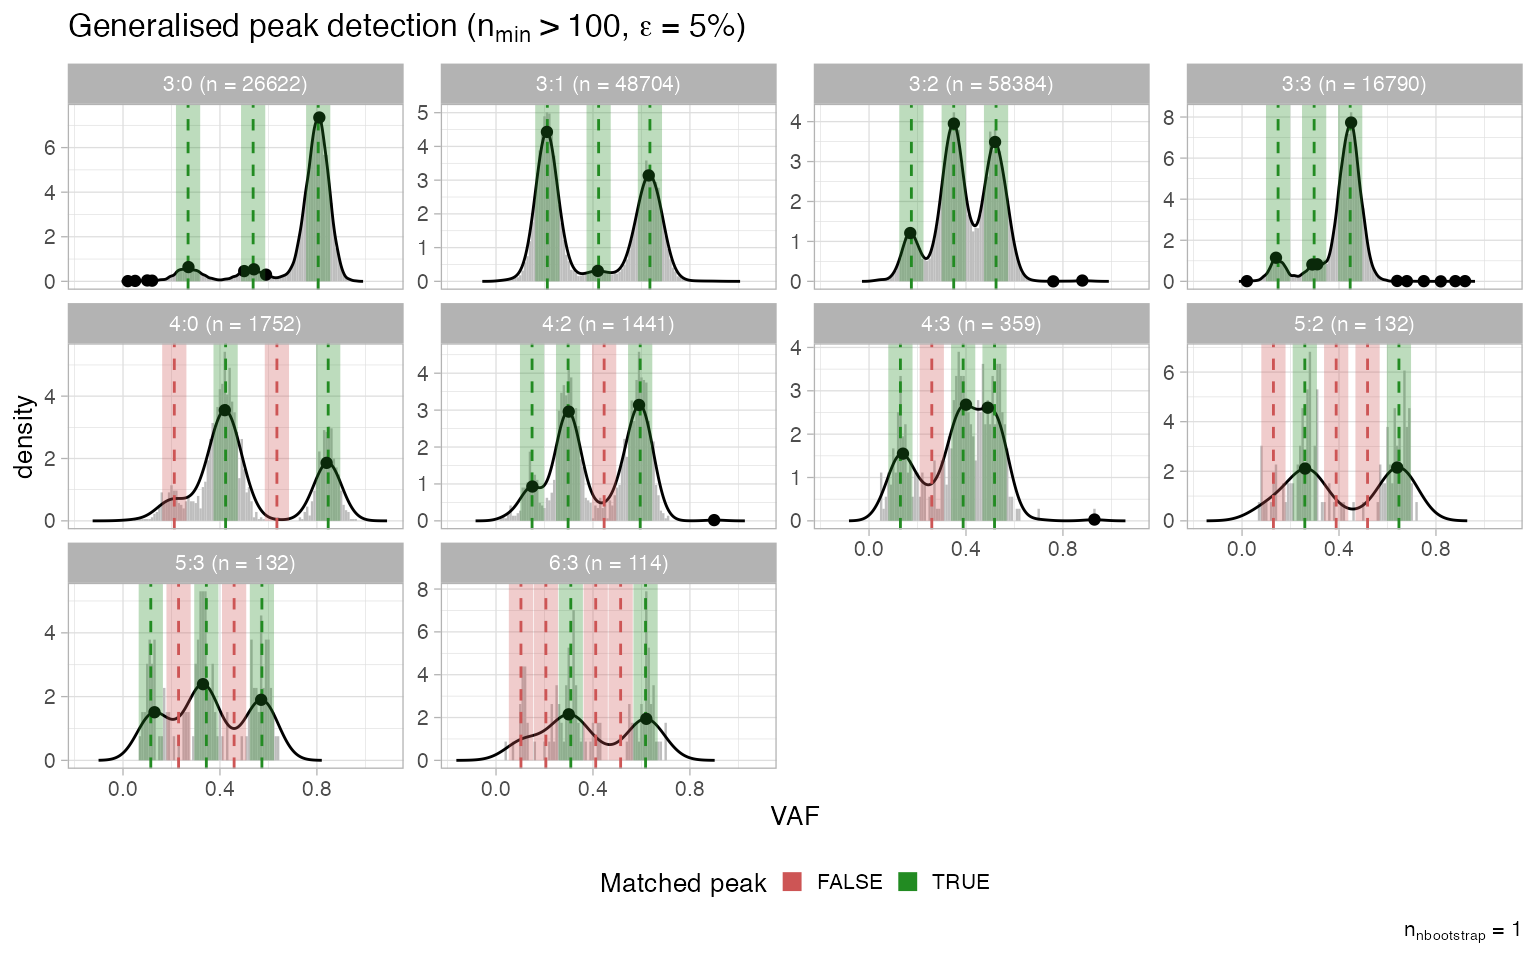 Generalised peak detection (nmin > 100, ε = 5%)
3:0 (n = 26622)
3:1 (n = 48704)
3:2 (n = 58384)
3:3 (n = 16790)
0 2 4 6
0 1 2 3 4 5
0 1 2 3 4
0 2 4 6 8
4:0 (n = 1752)
4:2 (n = 1441)
4:3 (n = 359)
5:2 (n = 132)
0 2 4
0 1 2 3 4
0 1 2 3 4
0 2 4 6
0.0 0.4 0.8
0.0 0.4 0.8
5:3 (n = 132)
6:3 (n = 114)
0 2 4
0 2 4 6 8
0.0 0.4 0.8
0.0 0.4 0.8
density
VAF
Matched peak FALSE TRUE
nnbootstrap = 1